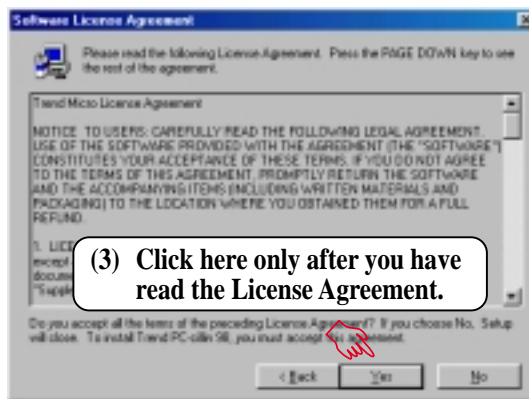 Software License Agreement
Please read the following License Agreement. Press the PAGE DOWN key to see
the rest of the agreement.
Trend Micro License Agreement
NOTICE TO USERS: CAREFULLY READ THE FOLLOWING LEGAL AGREEMENT.
USE OF THE SOFTWARE PROVIDED WITH THE AGREEMENT (THE "SOFTWARE")
CONSTITUTES YOUR ACCEPTANCE OF THESE TERMS. IF YOU DO NOT AGREE
TO THE TERMS OF THIS AGREEMENT, PROMPTLY RETURN THE SOFTWARE
AND THE ACCOMPANYING ITEMS (INCLUDING WRITTEN MATERIALS AND
PACKAGING) TO THE LOCATION WHERE YOU OBTAINED THEM FOR A FULL
REFUND.
1. LICE
except
docume
"Supple
(3) Click here only after you have
read the License Agreement.
Do you accept all the terms of the preceding License Agreement? If you choose No, Setup
will close. To install Trend PC-cillin 98, you must accept this agreement.
< Back Yes No